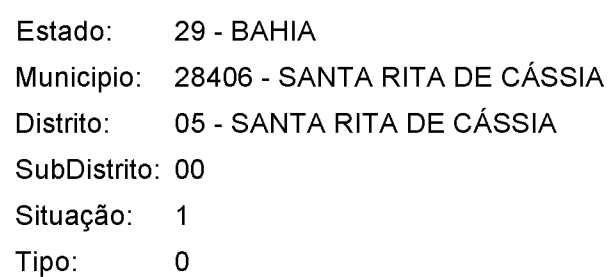 Estado: 29 - BAHIA
Municipio: 28406 - SANTA RITA DE CÁSSIA
Distrito: 05 - SANTA RITA DE CÁSSIA
SubDistrito: 00
Situação: 1
Tipo: 0